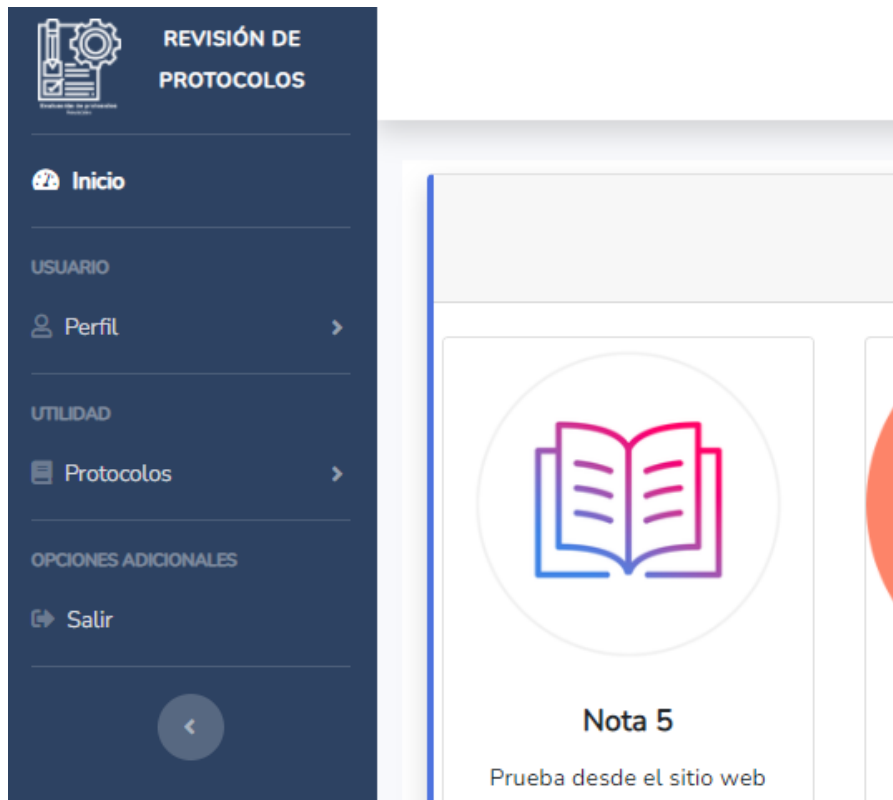 REVISIÓN DE
PROTOCOLOS
Inicio
USUARIO
Perfil
UTILIDAD
Protocolos
OPCIONES ADICIONALES
Salir
Nota 5
Prueba desde el sitio web